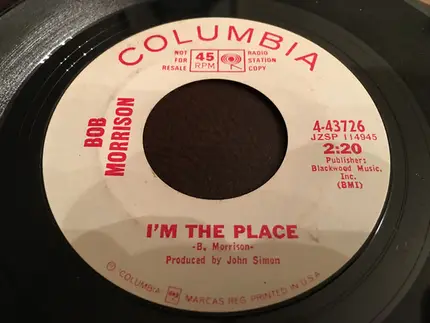 COLUMBIA
NOT FOR RESALE
45 RPM
RADIO STATION COPY
BOB MORRISON
4-43726
JZSP 114945
2:20
Publisher:
Blackwood Music,
Inc.
(BMI)
I'M THE PLACE
-B. Morrison-
Produced by John Simon
"COLUMBIA" MARCAS REG. PRINTED IN U.S.A.